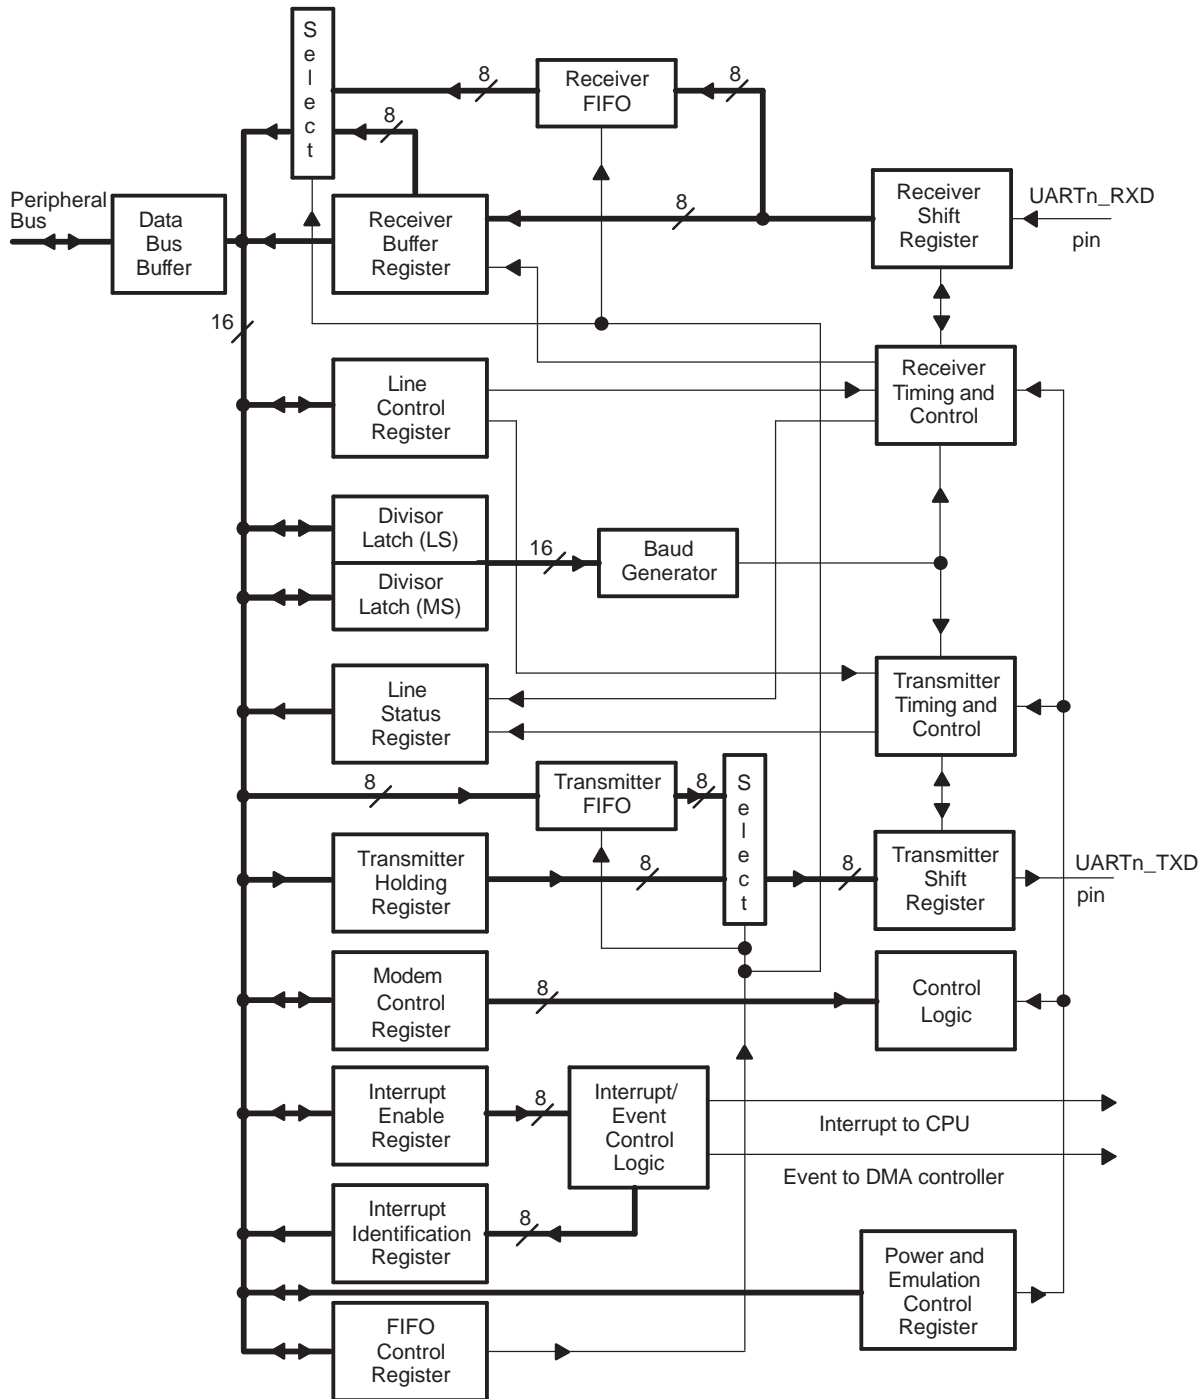 S
e
l
e
c
t
8
Receiver
FIFO
8
8
Peripheral
Bus
Data
Bus
Buffer
Receiver
Buffer
Register
8
Receiver
Shift
Register
UARTn_RXD
pin
16
Line
Control
Register
Receiver
Timing and
Control
Divisor
Latch (LS)
Divisor
Latch (MS)
16
Baud
Generator
Line
Status
Register
Transmitter
Timing and
Control
8
Transmitter
FIFO
8
S
e
l
e
c
t
Transmitter
Holding
Register
8
8
Transmitter
Shift
Register
UARTn_TXD
pin
Modem
Control
Register
8
Control
Logic
Interrupt
Enable
Register
8
Interrupt/
Event
Control
Logic
Interrupt to CPU
Event to DMA controller
Interrupt
Identification
Register
8
Power and
Emulation
Control
Register
FIFO
Control
Register